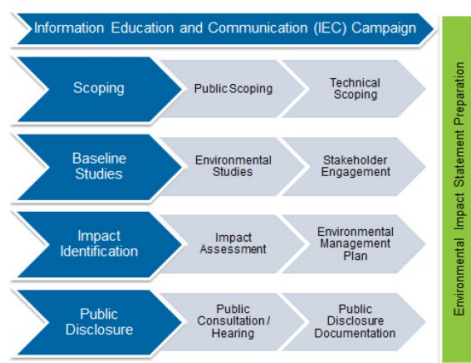 Information Education and Communication (IEC) Campaign
Scoping
Public Scoping
Technical
Scoping
Baseline
Studies
Environmental
Studies
Stakeholder
Engagement
Impact
Identification
Impact
Assessment
Environmental
Management
Plan
Public
Disclosure
Public
Consultation /
Hearing
Public
Disclosure
Documentation
Environmental Impact Statement Preparation